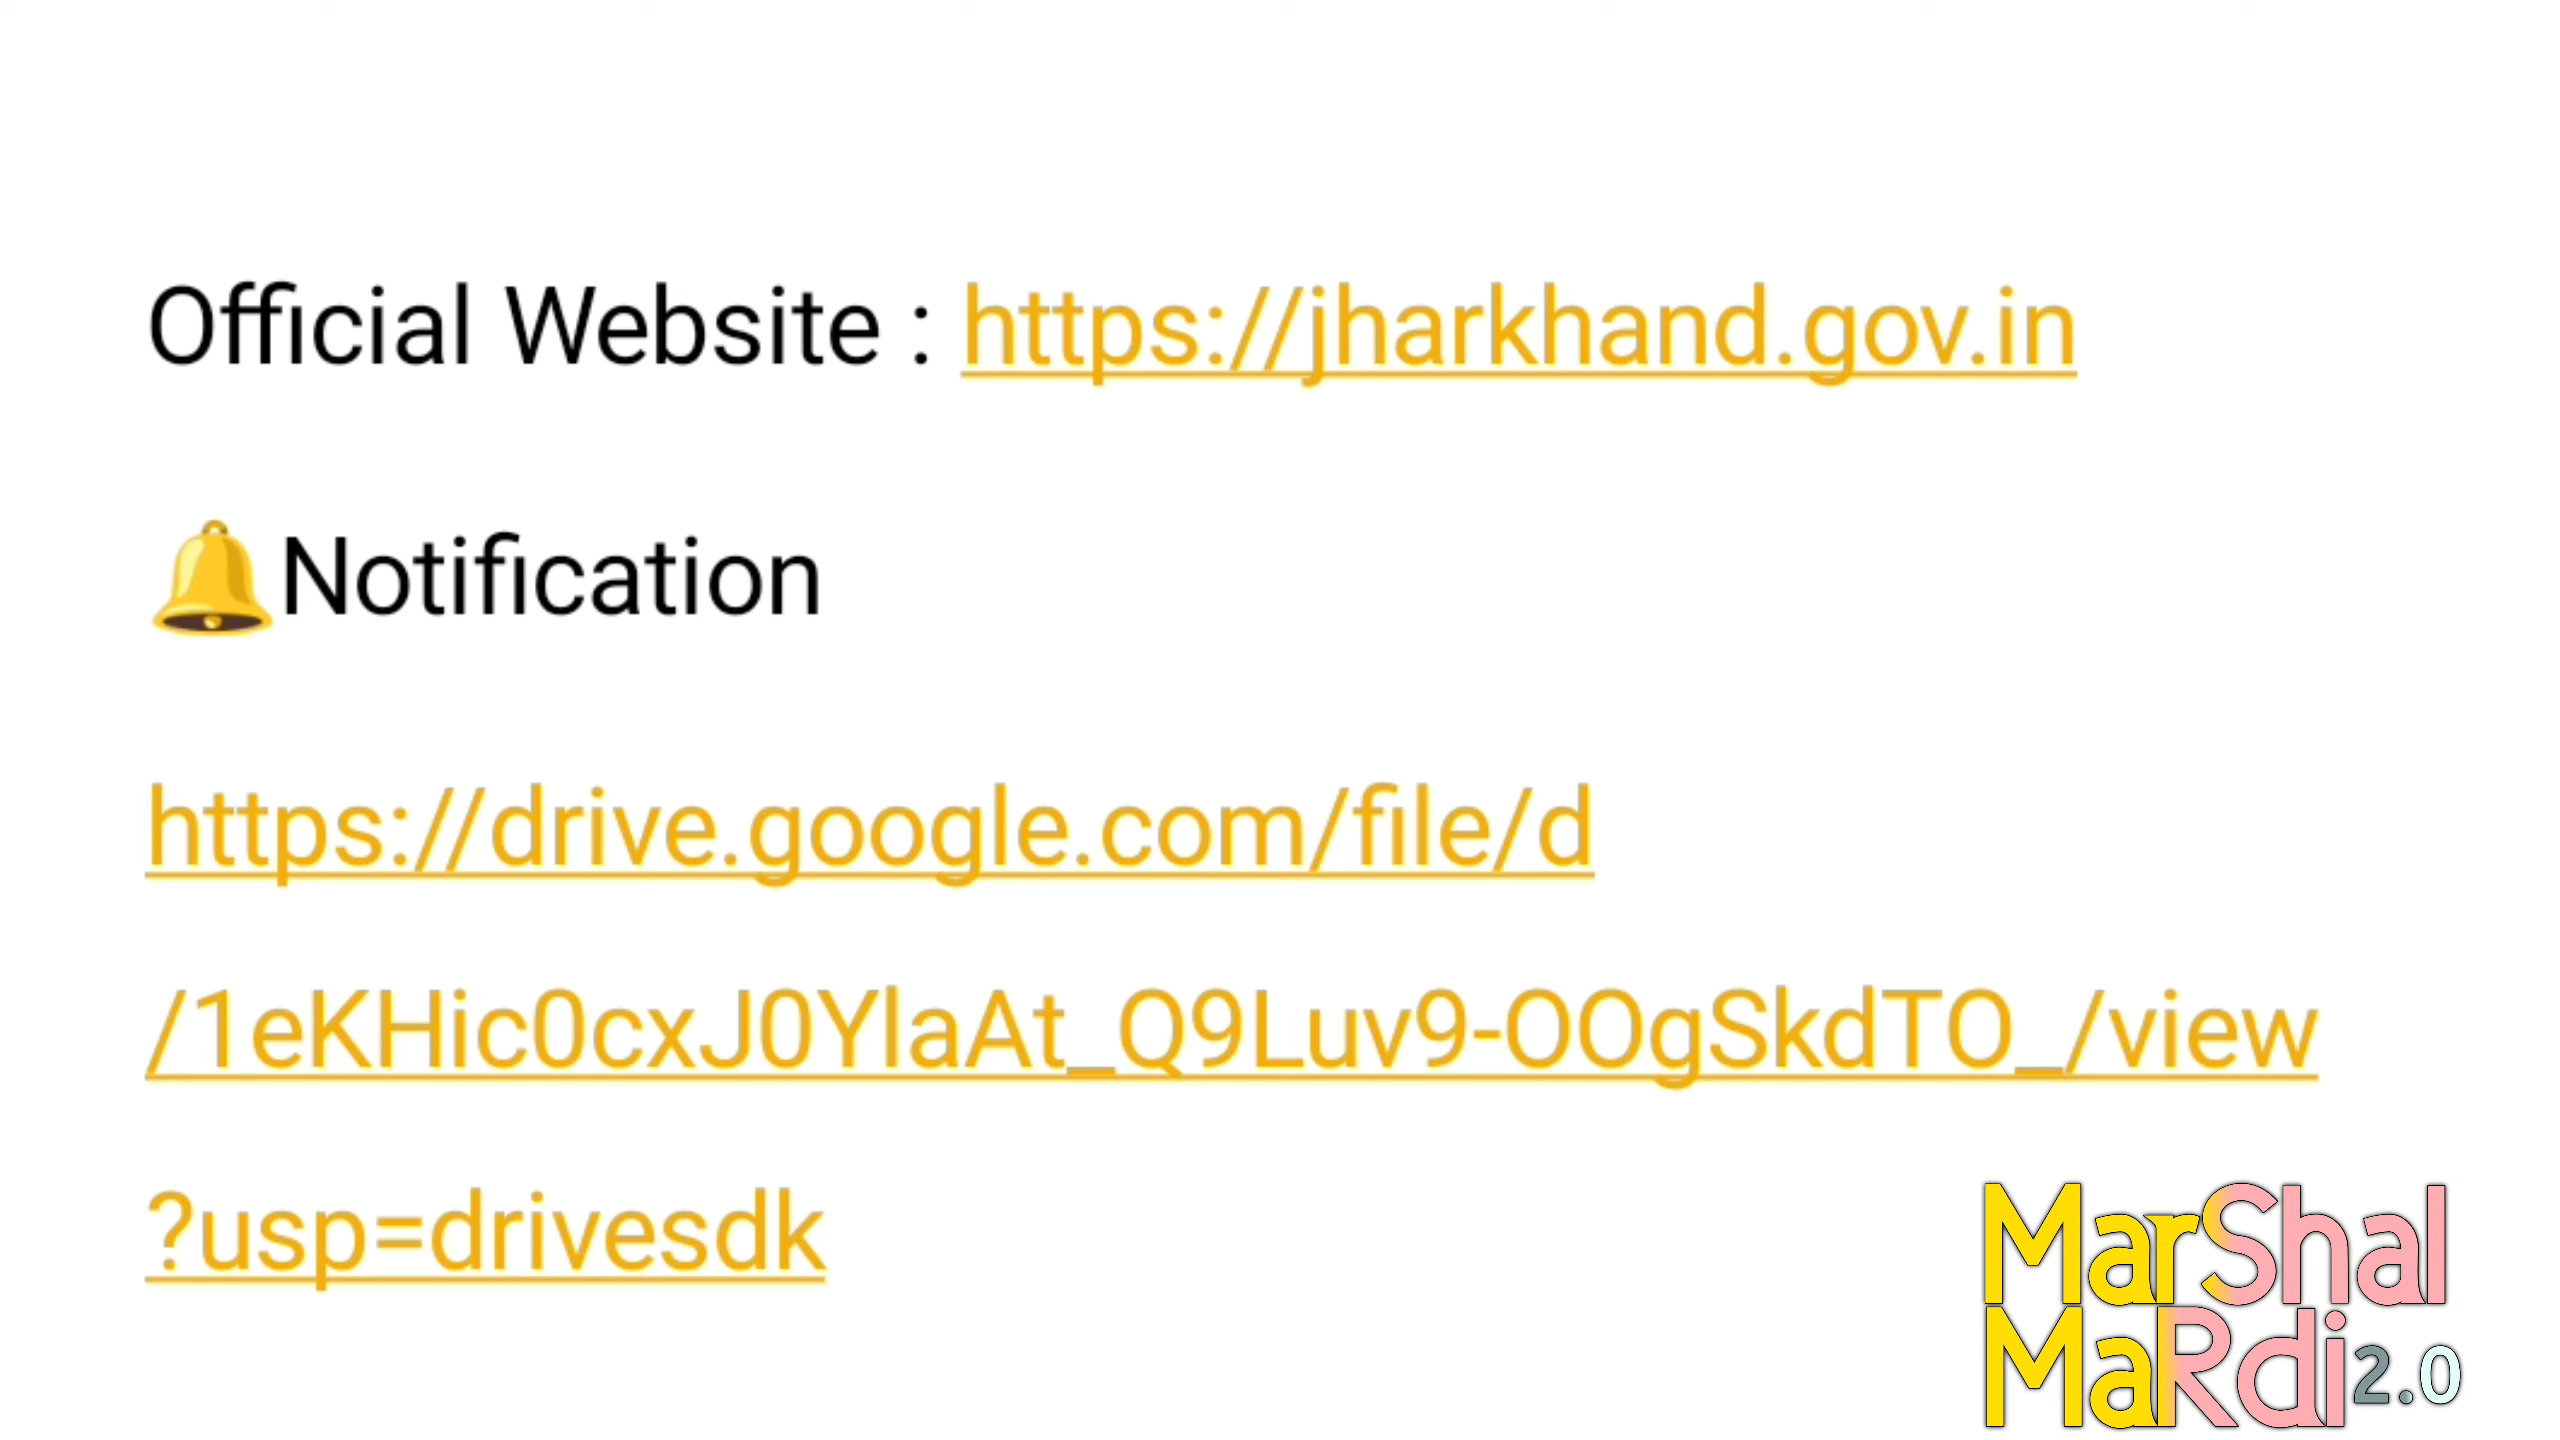 Official Website : https://jharkhand.gov.in
🔔Notification
https://drive.google.com/file/d
/1eKHic0cxJ0YlaAt_Q9Luv9-OOgSkdTO_/view
?usp=drivesdk
MarShal
MaRdi2.0